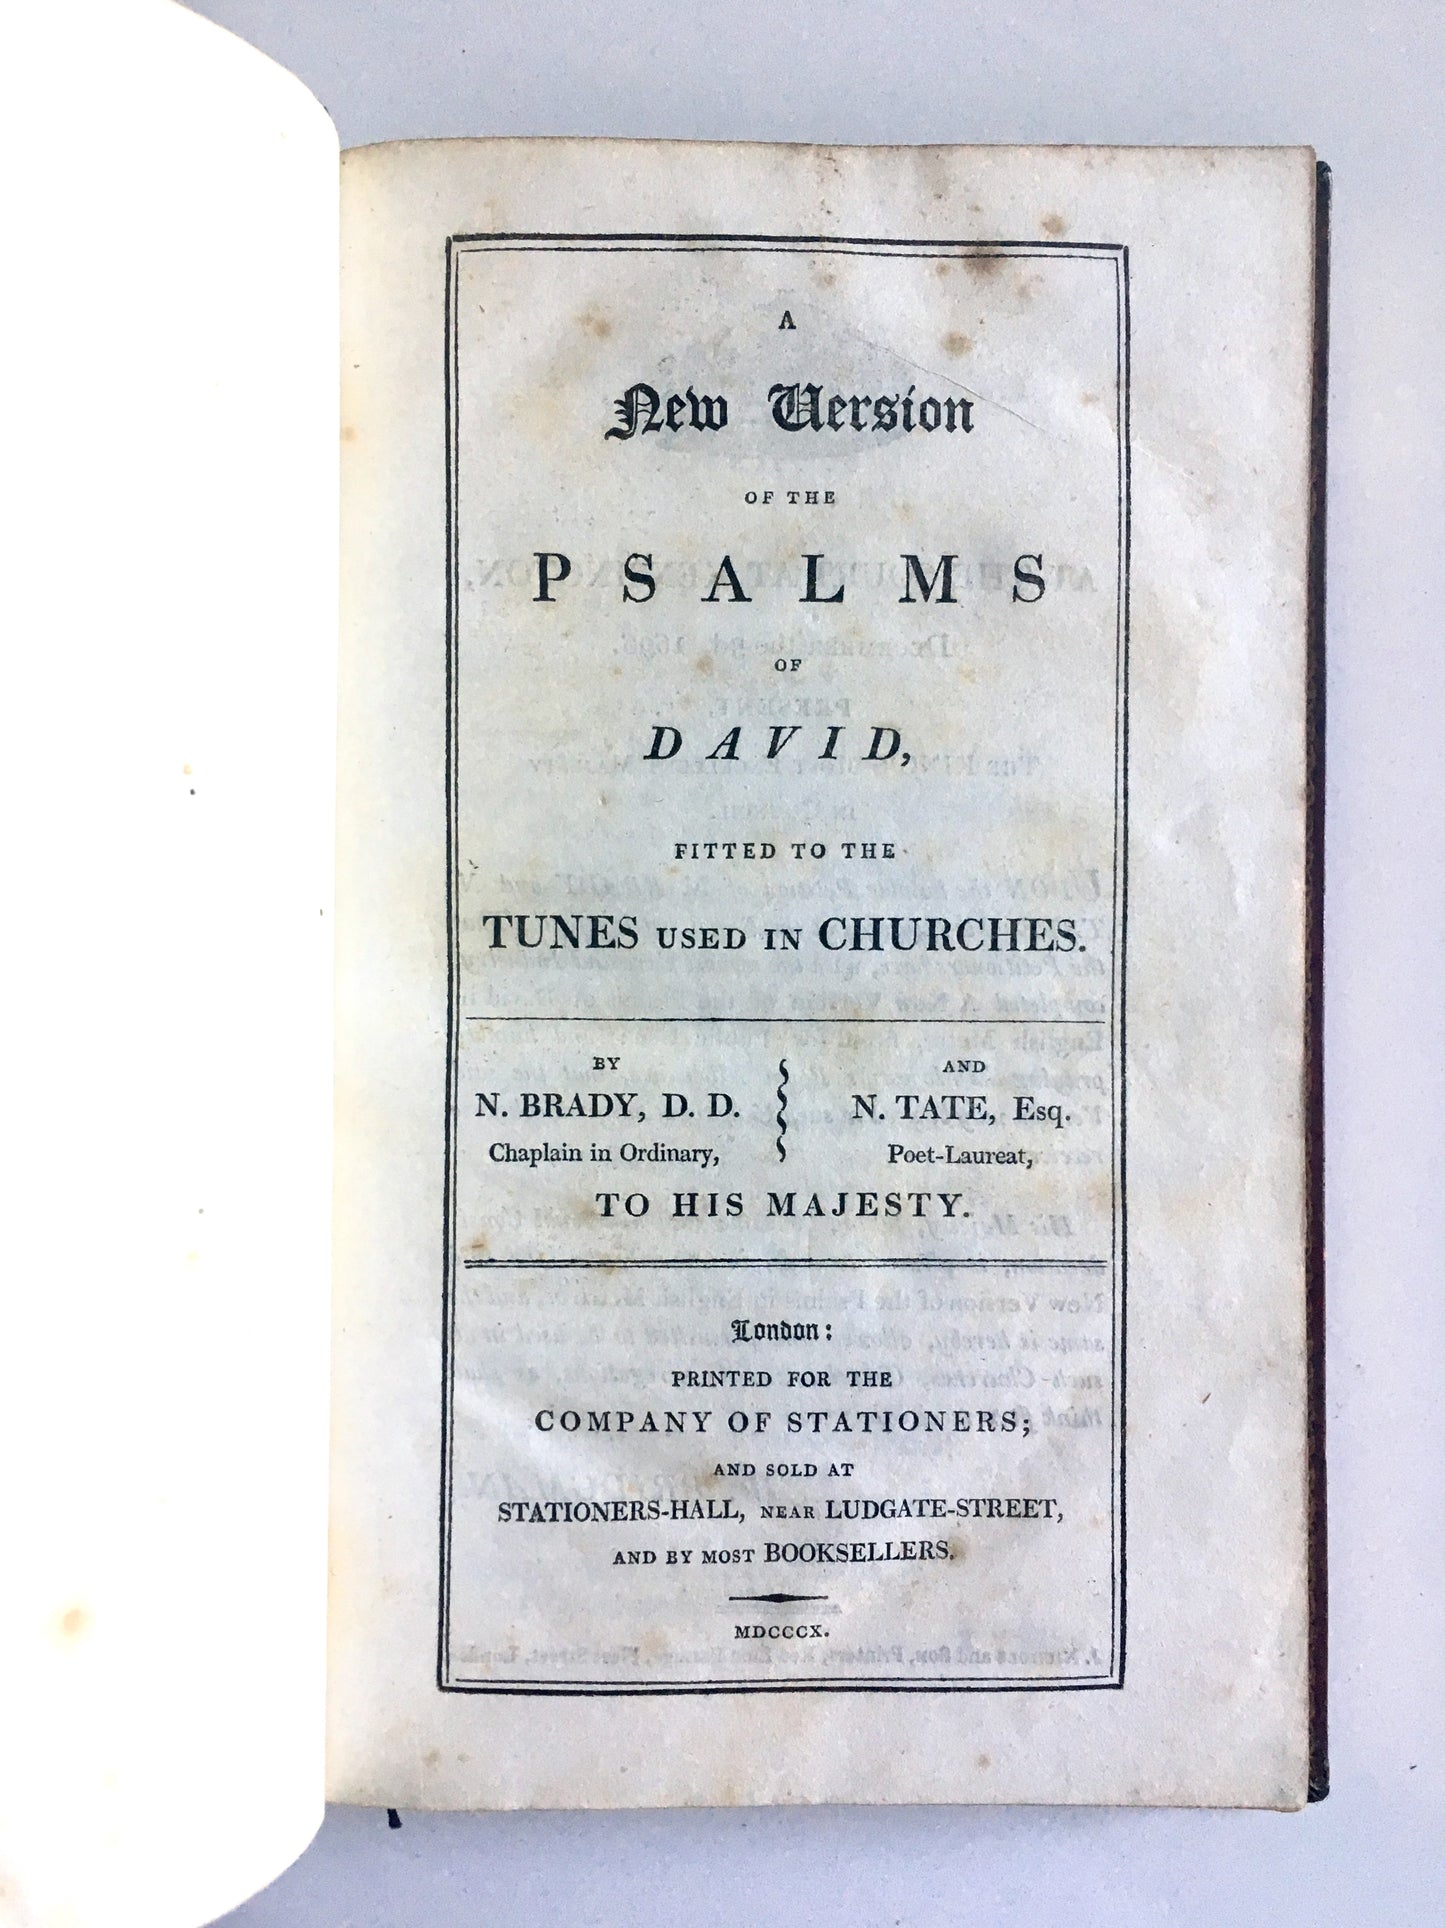 A
New Version
OF THE
PSALMS
OF
DAVID,
FITTED TO THE
TUNES USED IN CHURCHES.
BY
N. BRADY, D. D.
Chaplain in Ordinary,
AND
N. TATE, Esq.
Poet-Laureat,
TO HIS MAJESTY.
London:
PRINTED FOR THE
COMPANY OF STATIONERS;
AND SOLD AT
STATIONERS-HALL, NEAR LUDGATE-STREET,
AND BY MOST BOOKSELLERS.
MDCCCX.